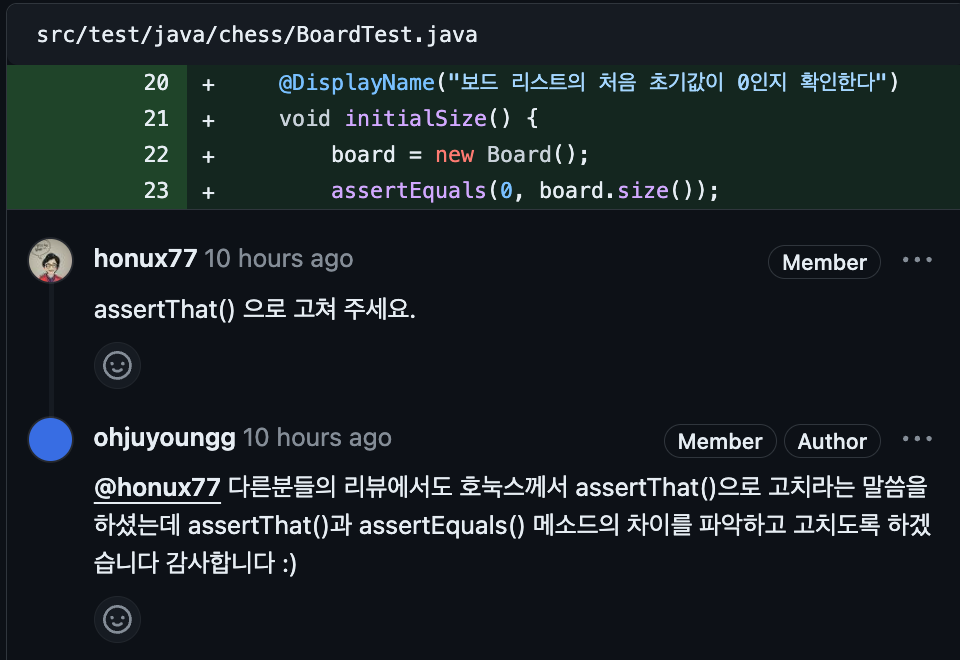 src/test/java/chess/BoardTest.java
20 + @DisplayName("보드 리스트의 처음 초기값이 0인지 확인한다")
21 + void initialSize() {
22 + board = new Board();
23 + assertEquals(0, board.size());
honux77 10 hours ago Member ...
assertThat() 으로 고쳐 주세요.
ohjuyoungg 10 hours ago Member Author ...
@honux77 다른분들의 리뷰에서도 호눅스께서 assertThat()으로 고치라는 말씀을
하셨는데 assertThat()과 assertEquals() 메소드의 차이를 파악하고 고치도록 하겠
습니다 감사합니다 :)